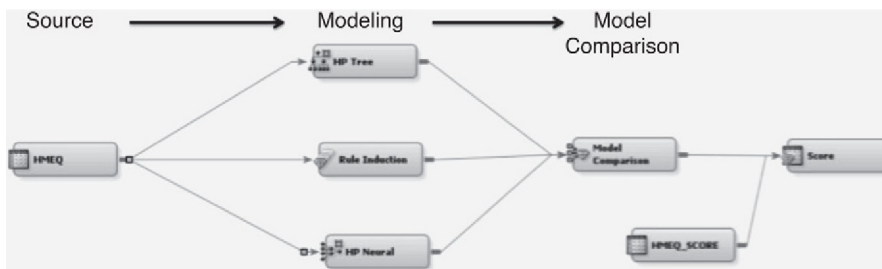 Source
Modeling
Model
Comparison
HP Tree
HMEQ
Rule Induction
Model
Comparison
Score
HP Neural
HMEQ_SCORE